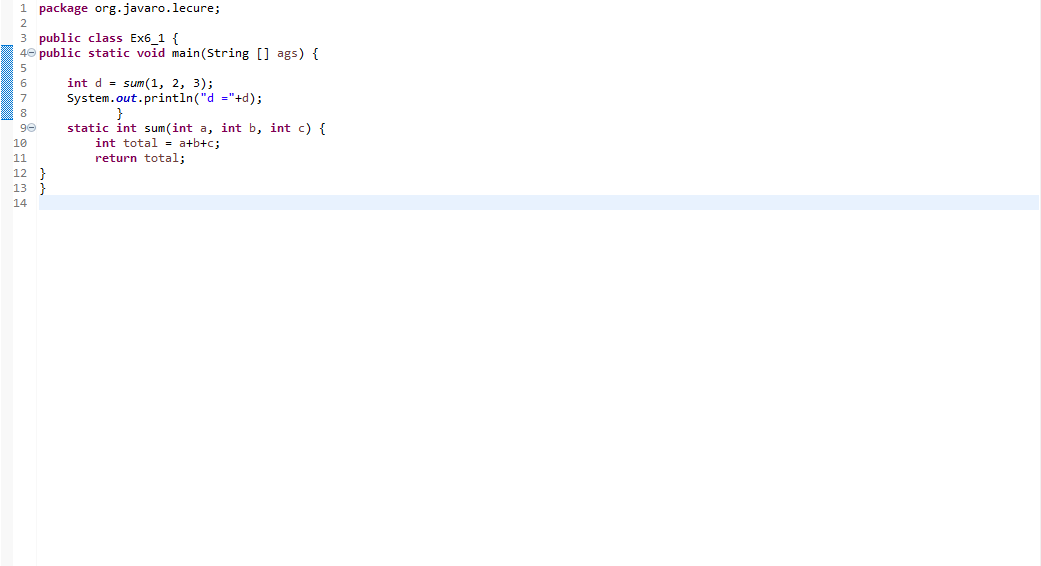 1 package org.javaro.lecure;
2
3 public class Ex6_1 {
4 public static void main(String [] ags) {
5
6     int d = sum(1, 2, 3);
7     System.out.println("d ="+d);
8            }
9     static int sum(int a, int b, int c) {
10         int total = a+b+c;
11         return total;
12 }
13 }
14